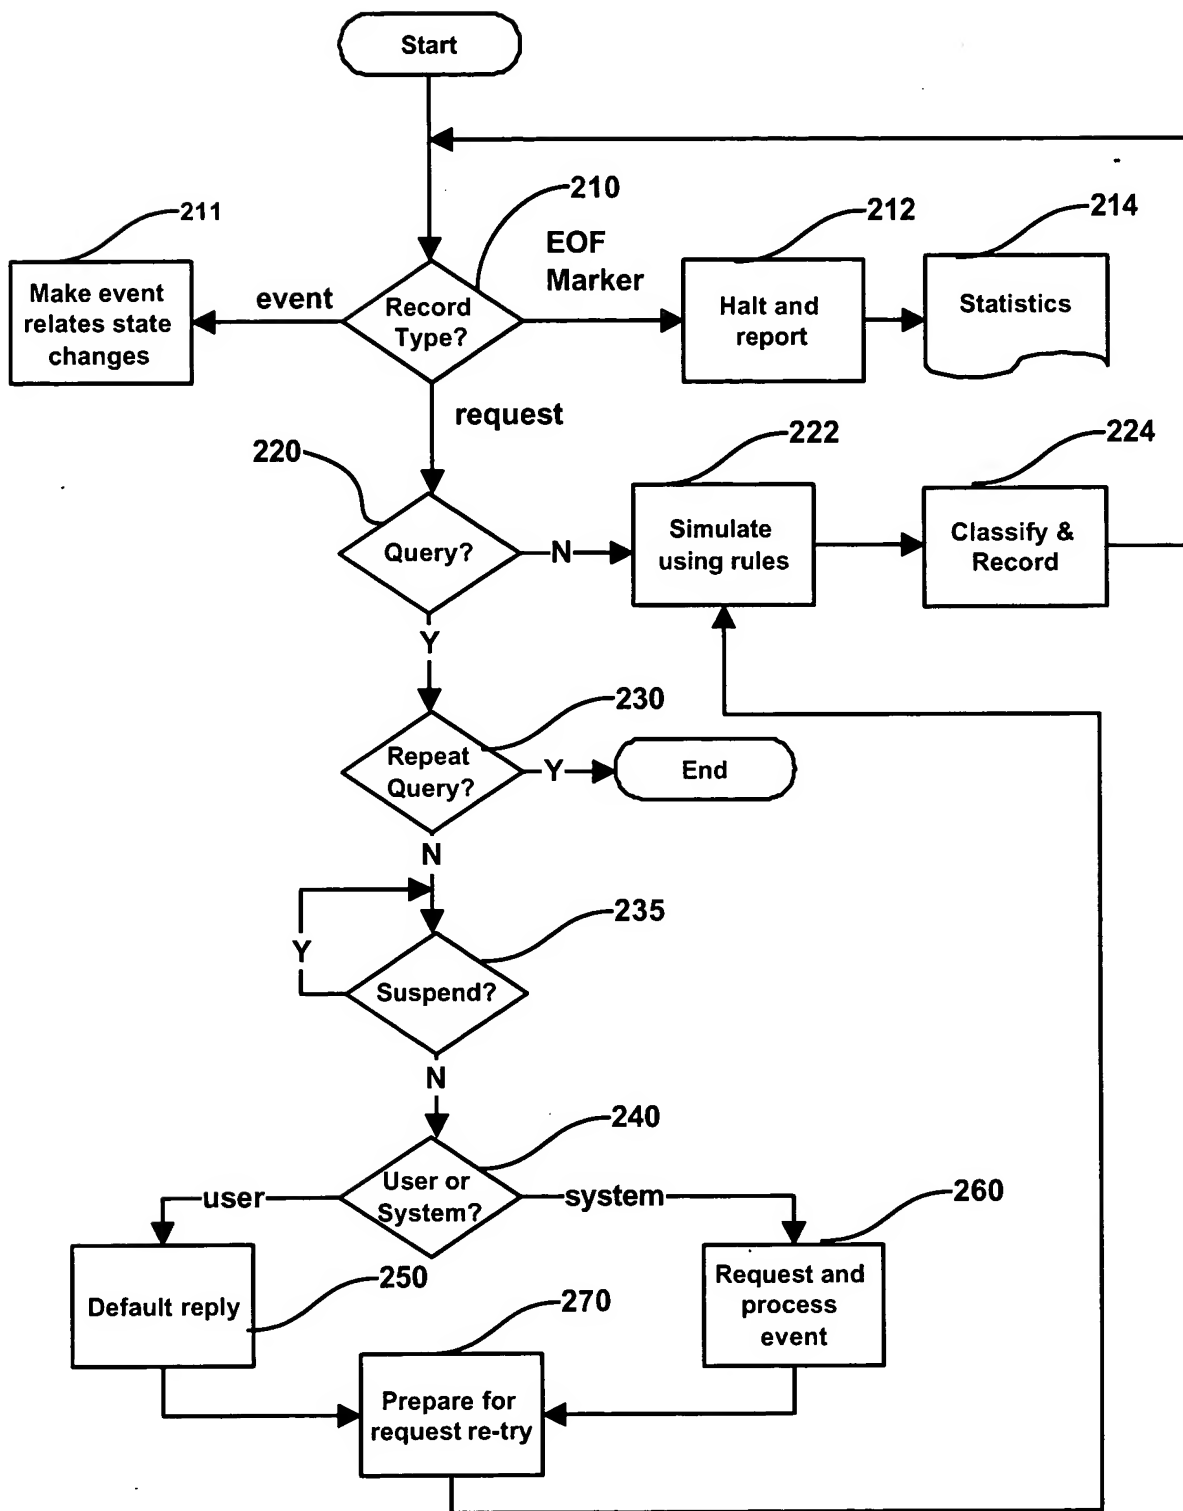 Start
210
211
212
214
EOF
Marker
Make event
relates state
changes
event
Record
Type?
Halt and
report
Statistics
request
220
222
224
Query?
N
Simulate
using rules
Classify &
Record
Y
230
Repeat
Query?
Y
End
N
235
Y
Suspend?
N
240
user
User or
System?
system
260
Default reply
250
Request and
process
event
270
Prepare for
request re-try